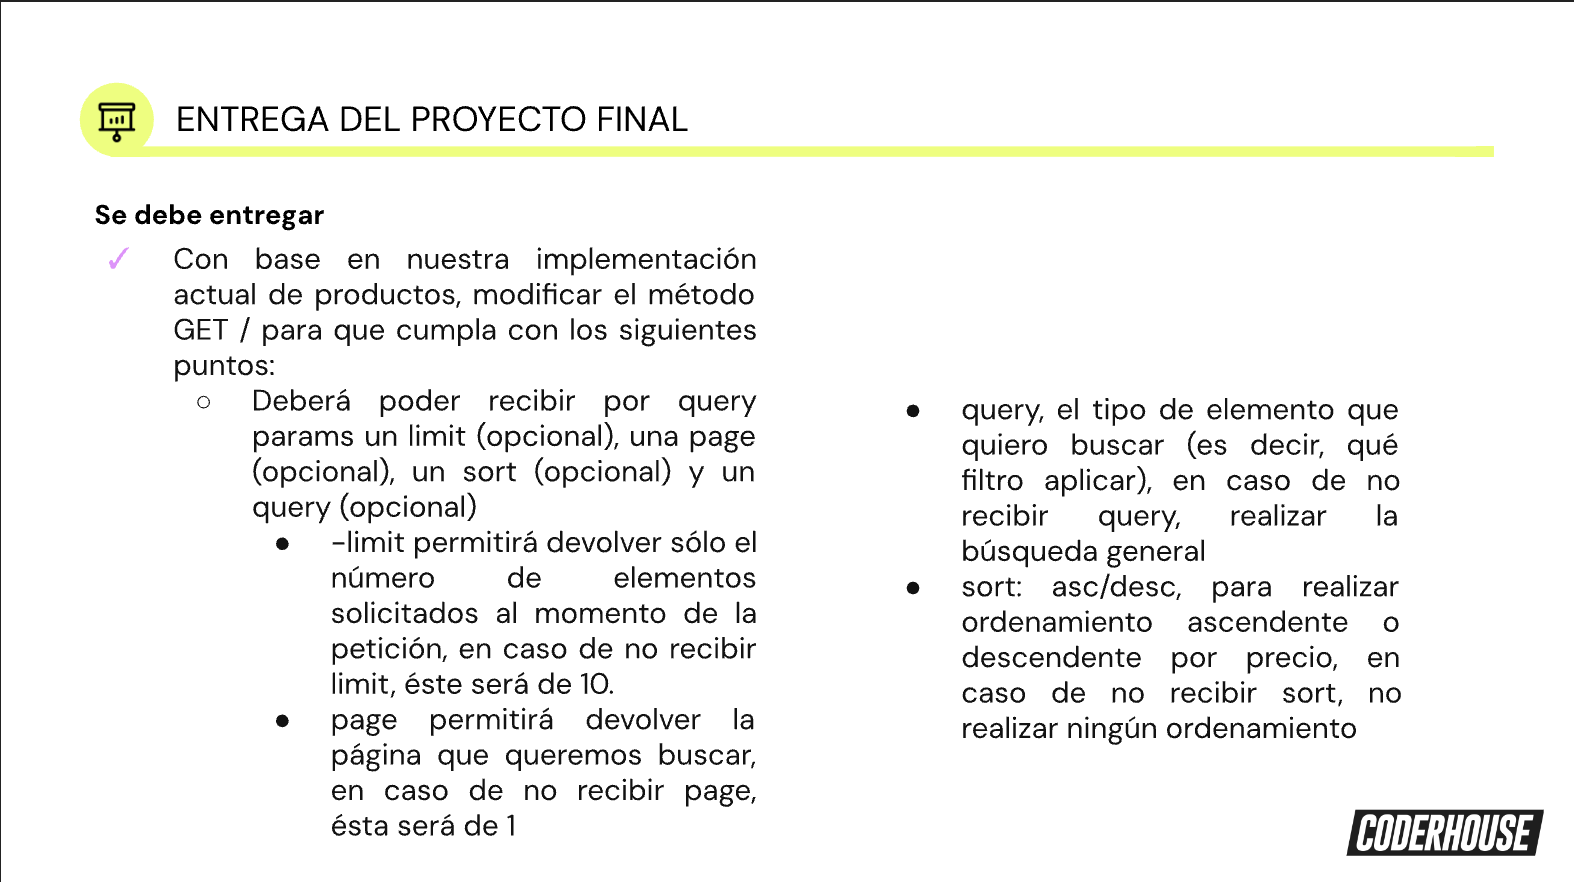 ENTREGA DEL PROYECTO FINAL
Se debe entregar
✓ Con base en nuestra implementación
actual de productos, modificar el método
GET / para que cumpla con los siguientes
puntos:
○ Deberá poder recibir por query
params un limit (opcional), una page
(opcional), un sort (opcional) y un
query (opcional)
● -limit permitirá devolver sólo el
número de elementos
solicitados al momento de la
petición, en caso de no recibir
limit, éste será de 10.
● page permitirá devolver la
página que queremos buscar,
en caso de no recibir page,
ésta será de 1
● query, el tipo de elemento que
quiero buscar (es decir, qué
filtro aplicar), en caso de no
recibir query, realizar la
búsqueda general
● sort: asc/desc, para realizar
ordenamiento ascendente o
descendente por precio, en
caso de no recibir sort, no
realizar ningún ordenamiento
CODERHOUSE